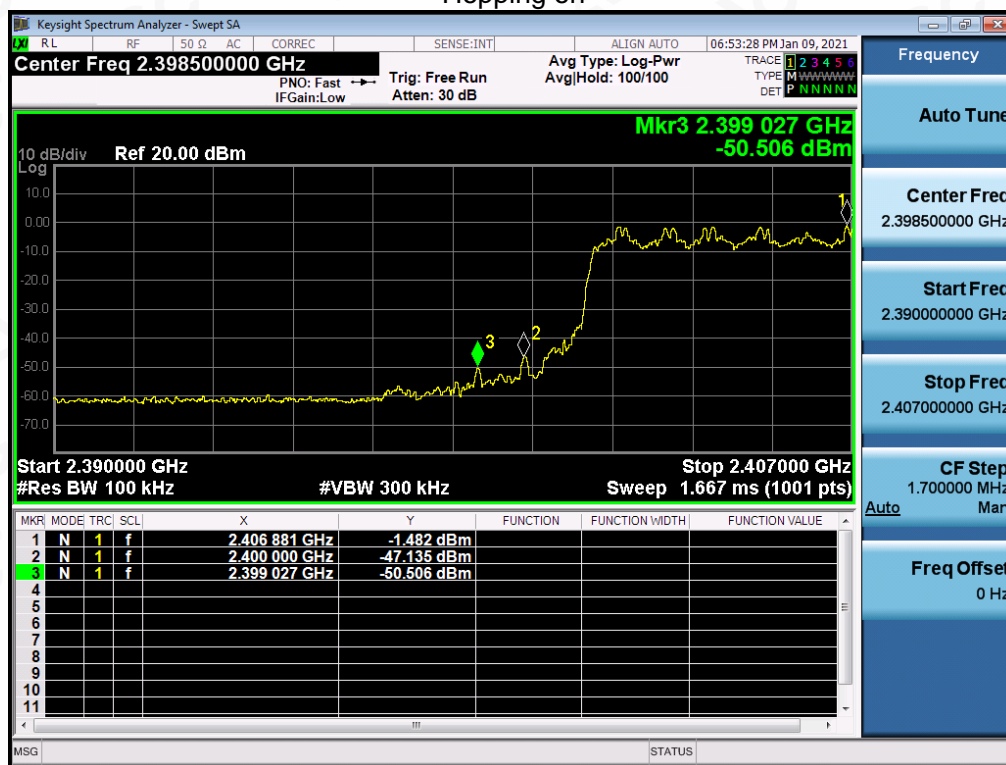 Hopping on
Keysight Spectrum Analyzer - Swept SA
LXI RL RF 50 Ω AC CORREC SENSE:INT ALIGN AUTO 06:53:28 PM Jan 09, 2021
Center Freq 2.398500000 GHz
PNO: Fast
IFGain:Low
Trig: Free Run
Atten: 30 dB
Avg Type: Log-Pwr
Avg|Hold: 100/100
TRACE 1 2 3 4 5 6
TYPE M WWWWW
DET P N N N N N
Mkr3 2.399 027 GHz
-50.506 dBm
10 dB/div Ref 20.00 dBm
Log
10.0
0.00
-10.0
-20.0
-30.0
-40.0
-50.0
-60.0
-70.0
1
2
3
Start 2.390000 GHz Stop 2.407000 GHz
#Res BW 100 kHz #VBW 300 kHz Sweep 1.667 ms (1001 pts)
MKR MODE TRC SCL X Y FUNCTION FUNCTION WIDTH FUNCTION VALUE
1 N 1 f 2.406 881 GHz -1.482 dBm
2 N 1 f 2.400 000 GHz -47.135 dBm
3 N 1 f 2.399 027 GHz -50.506 dBm
4
5
6
7
8
9
10
11
MSG STATUS
Frequency
Auto Tune
Center Freq
2.398500000 GHz
Start Freq
2.390000000 GHz
Stop Freq
2.407000000 GHz
CF Step
1.700000 MHz
Auto Man
Freq Offset
0 Hz